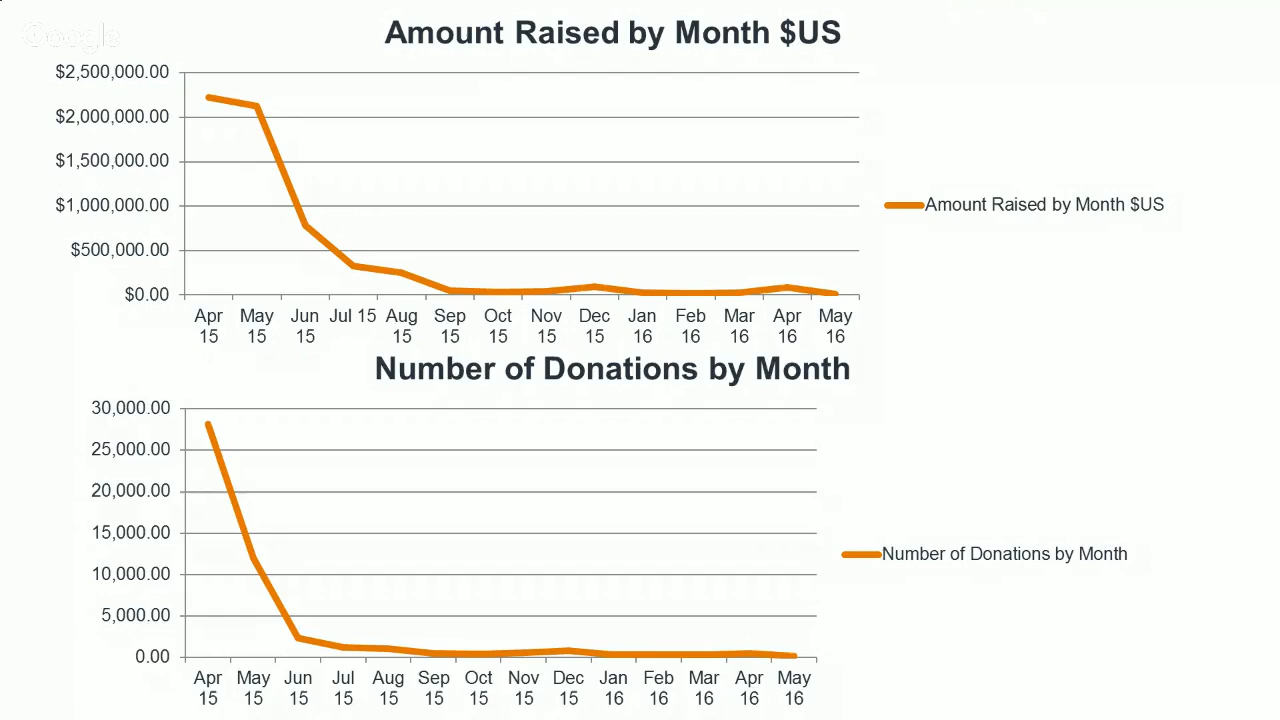 Google
Amount Raised by Month $US
$2,500,000.00
$2,000,000.00
$1,500,000.00
$1,000,000.00
$500,000.00
$0.00
Amount Raised by Month $US
Apr May Jun Jul 15 Aug Sep Oct Nov Dec Jan Feb Mar Apr May
15 15 15 15 15 15 15 15 16 16 16 16 16
Number of Donations by Month
30,000.00
25,000.00
20,000.00
15,000.00
10,000.00
5,000.00
0.00
Number of Donations by Month
Apr May Jun Jul Aug Sep Oct Nov Dec Jan Feb Mar Apr May
15 15 15 15 15 15 15 15 15 16 16 16 16 16